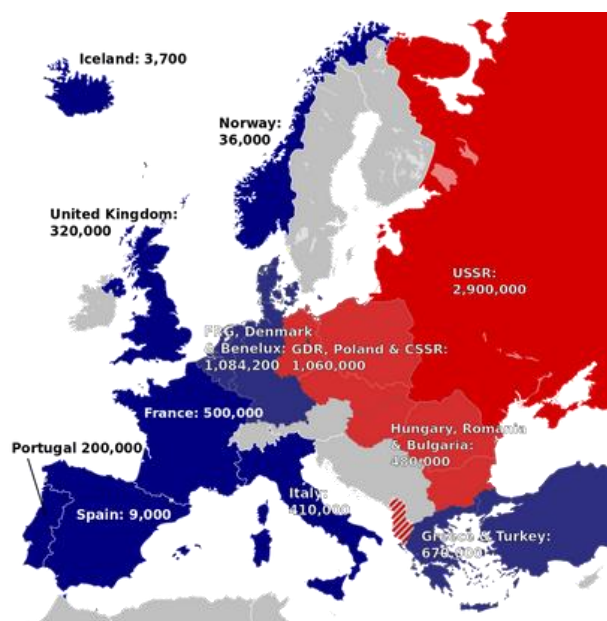 Iceland: 3,700
Norway:
36,000
United Kingdom:
320,000
USSR:
2,900,000
FRG, Denmark
& Benelux:
1,084,200
GDR, Poland & CSSR:
1,060,000
France: 500,000
Hungary, Romania
& Bulgaria:
480,000
Portugal 200,000
Italy:
410,000
Spain: 9,000
Greece & Turkey: